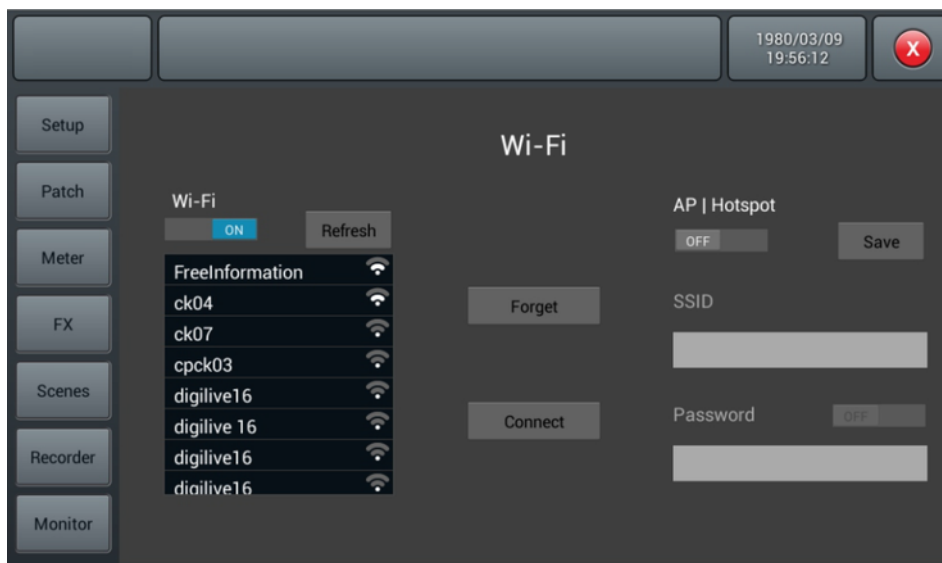 1980/03/09
19:56:12
X
Setup
Patch
Meter
FX
Scenes
Recorder
Monitor
Wi-Fi
Wi-Fi
ON
Refresh
FreeInformation
ck04
ck07
cpck03
digilive16
digilive 16
digilive16
digilive16
Forget
Connect
AP | Hotspot
OFF
Save
SSID
Password
OFF